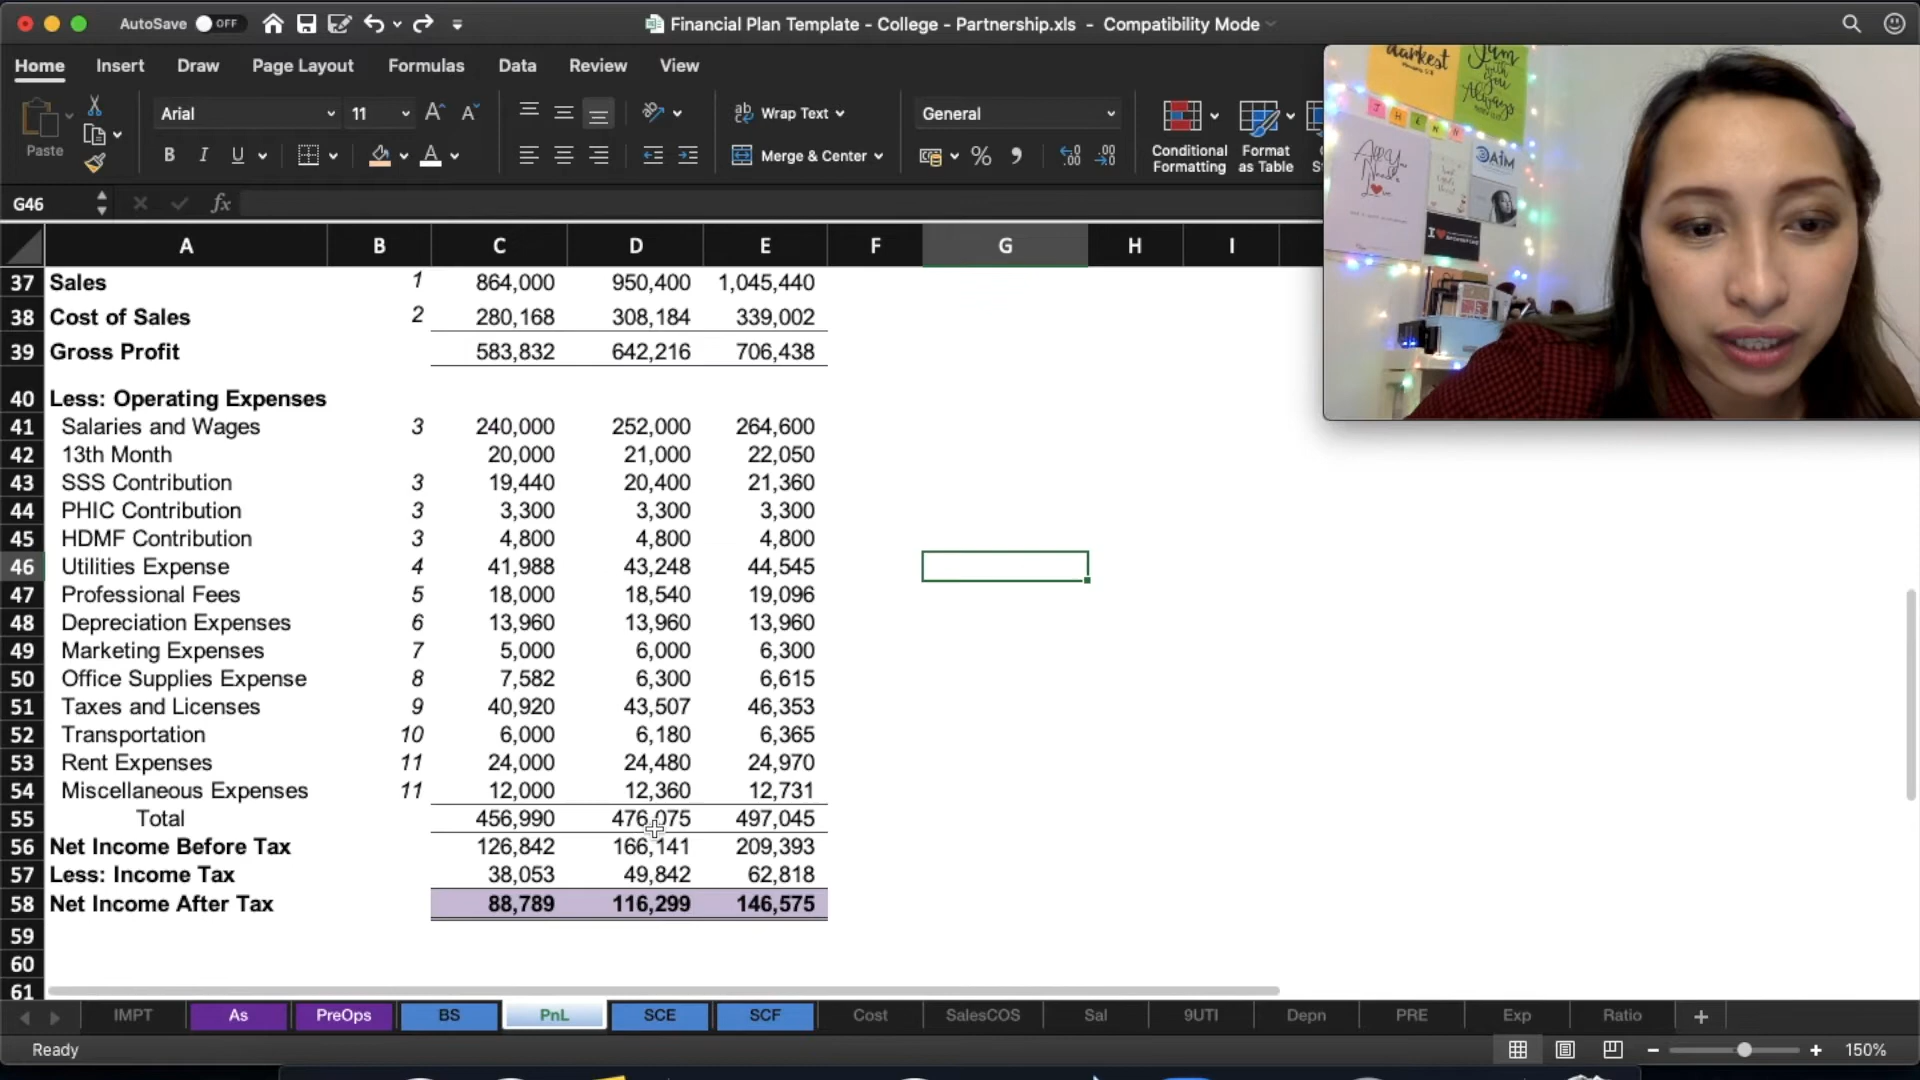 AutoSave OFF Financial Plan Template - College - Partnership.xls - Compatibility Mode
Home Insert Draw Page Layout Formulas Data Review View
Paste Arial 11 Wrap Text General
B I U Merge & Center Conditional Formatting Format as Table
G46 fx
A B C D E F G H I
37 Sales 1 864,000 950,400 1,045,440
38 Cost of Sales 2 280,168 308,184 339,002
39 Gross Profit 583,832 642,216 706,438
40 Less: Operating Expenses
41 Salaries and Wages 3 240,000 252,000 264,600
42 13th Month 20,000 21,000 22,050
43 SSS Contribution 3 19,440 20,400 21,360
44 PHIC Contribution 3 3,300 3,300 3,300
45 HDMF Contribution 3 4,800 4,800 4,800
46 Utilities Expense 4 41,988 43,248 44,545
47 Professional Fees 5 18,000 18,540 19,096
48 Depreciation Expenses 6 13,960 13,960 13,960
49 Marketing Expenses 7 5,000 6,000 6,300
50 Office Supplies Expense 8 7,582 6,300 6,615
51 Taxes and Licenses 9 40,920 43,507 46,353
52 Transportation 10 6,000 6,180 6,365
53 Rent Expenses 11 24,000 24,480 24,970
54 Miscellaneous Expenses 11 12,000 12,360 12,731
55 Total 456,990 476,075 497,045
56 Net Income Before Tax 126,842 166,141 209,393
57 Less: Income Tax 38,053 49,842 62,818
58 Net Income After Tax 88,789 116,299 146,575
59
60
61
IMPT As PreOps BS PnL SCE SCF Cost SalesCOS Sal 9UTI Depn PRE Exp Ratio
Ready 150%
darkest
with
you
Always
All You
Need
Love
AIM